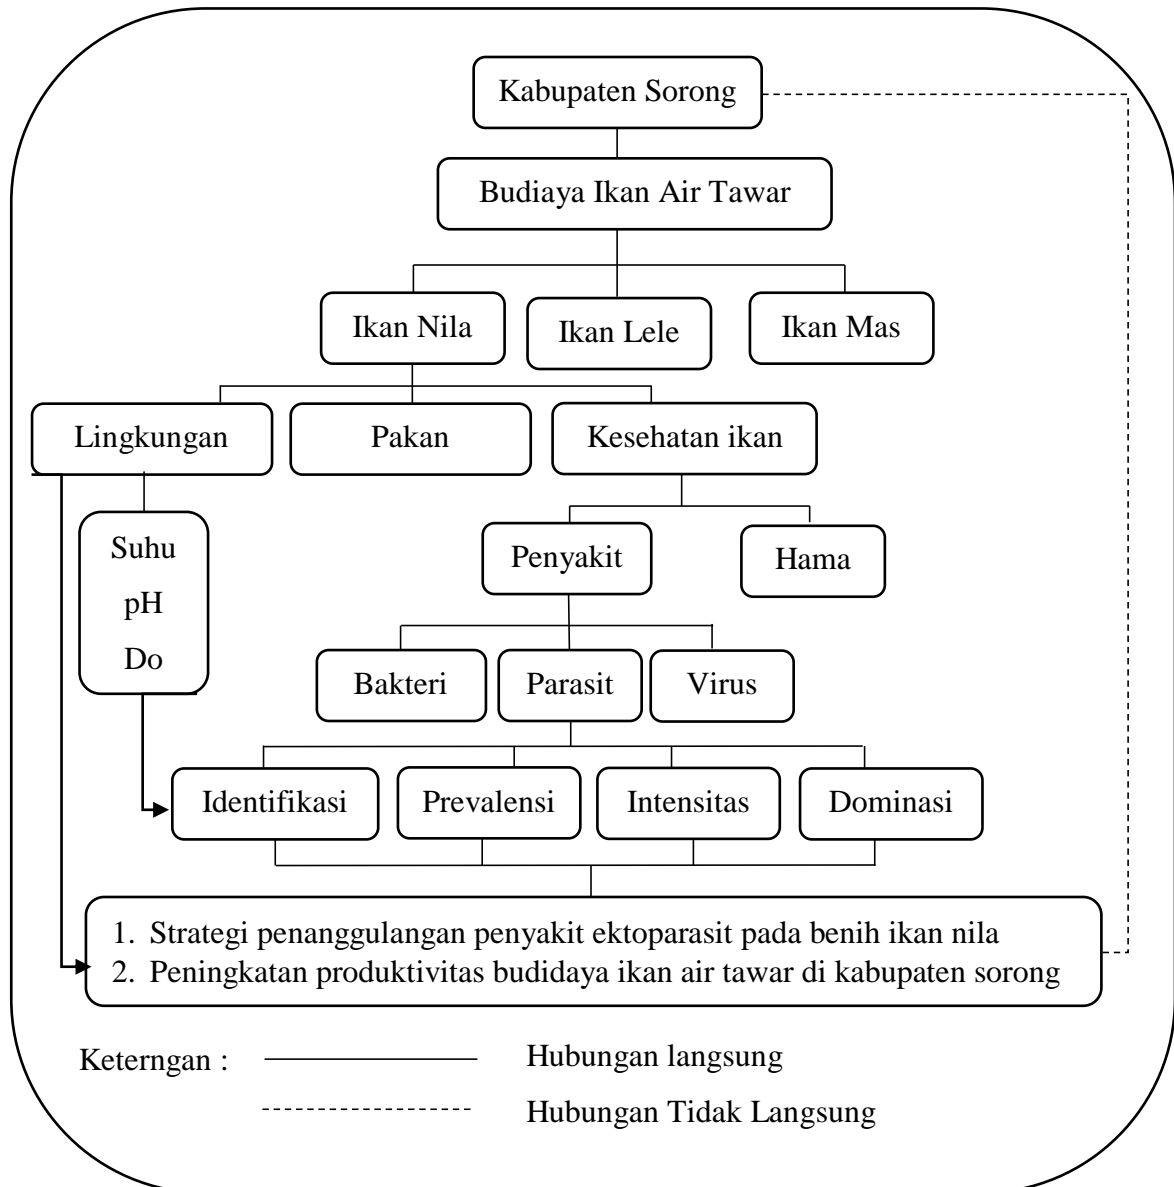 Kabupaten Sorong
Budiaya Ikan Air Tawar
Ikan Nila
Ikan Lele
Ikan Mas
Lingkungan
Pakan
Kesehatan ikan
Suhu
pH
Do
Penyakit
Hama
Bakteri
Parasit
Virus
Identifikasi
Prevalensi
Intensitas
Dominasi
1. Strategi penanggulangan penyakit ektoparasit pada benih ikan nila
2. Peningkatan produktivitas budidaya ikan air tawar di kabupaten sorong
Keterngan :
Hubungan langsung
Hubungan Tidak Langsung